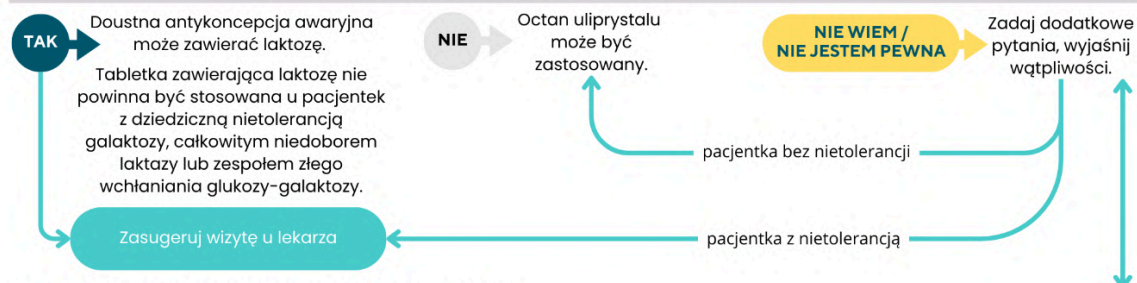 TAK
Doustna antykoncepcja awaryjna
może zawierać laktozę.
Tabletka zawierająca laktozę nie
powinna być stosowana u pacjentek
z dziedziczną nietolerancją
galaktozy, całkowitym niedoborem
laktazy lub zespołem złego
wchłaniania glukozy-galaktozy.
Zasugeruj wizytę u lekarza
NIE
Octan uliprystalu
może być
zastosowany.
NIE WIEM /
NIE JESTEM PEWNA
Zadaj dodatkowe
pytania, wyjaśnij
wątpliwości.
pacjentka bez nietolerancji
pacjentka z nietolerancją